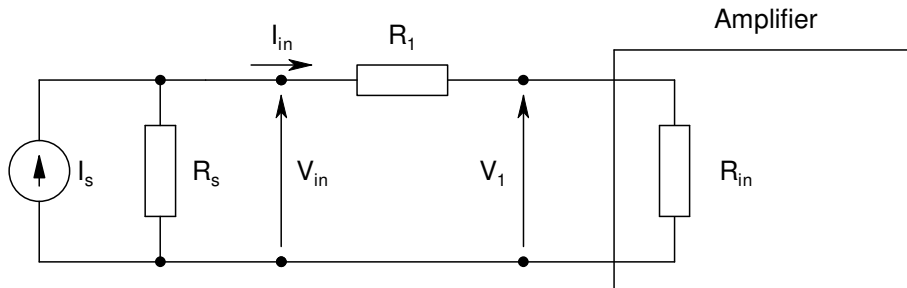 Amplifier
I_in
R_1
I_s
R_s
V_in
V_1
R_in